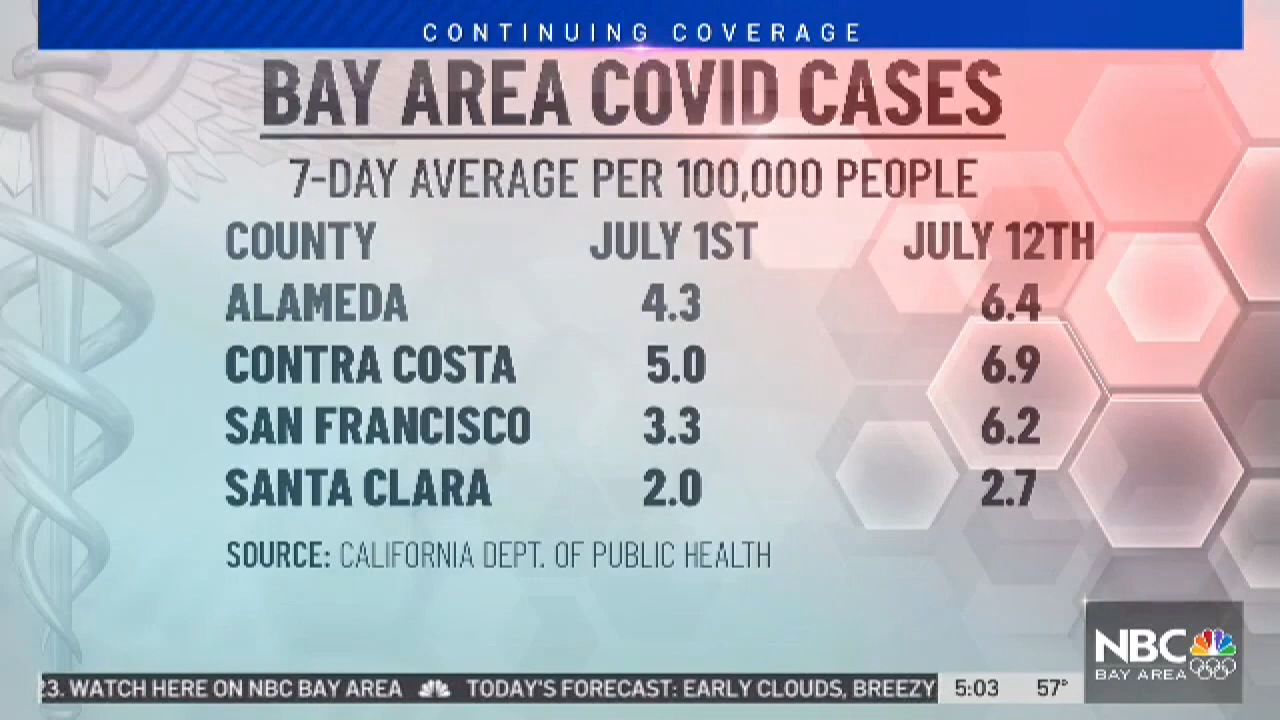 CONTINUING COVERAGE
BAY AREA COVID CASES
7-DAY AVERAGE PER 100,000 PEOPLE
COUNTY JULY 1ST JULY 12TH
ALAMEDA 4.3 6.4
CONTRA COSTA 5.0 6.9
SAN FRANCISCO 3.3 6.2
SANTA CLARA 2.0 2.7
SOURCE: CALIFORNIA DEPT. OF PUBLIC HEALTH
NBC
BAY AREA
23. WATCH HERE ON NBC BAY AREA TODAY'S FORECAST: EARLY CLOUDS, BREEZY 5:03 57°